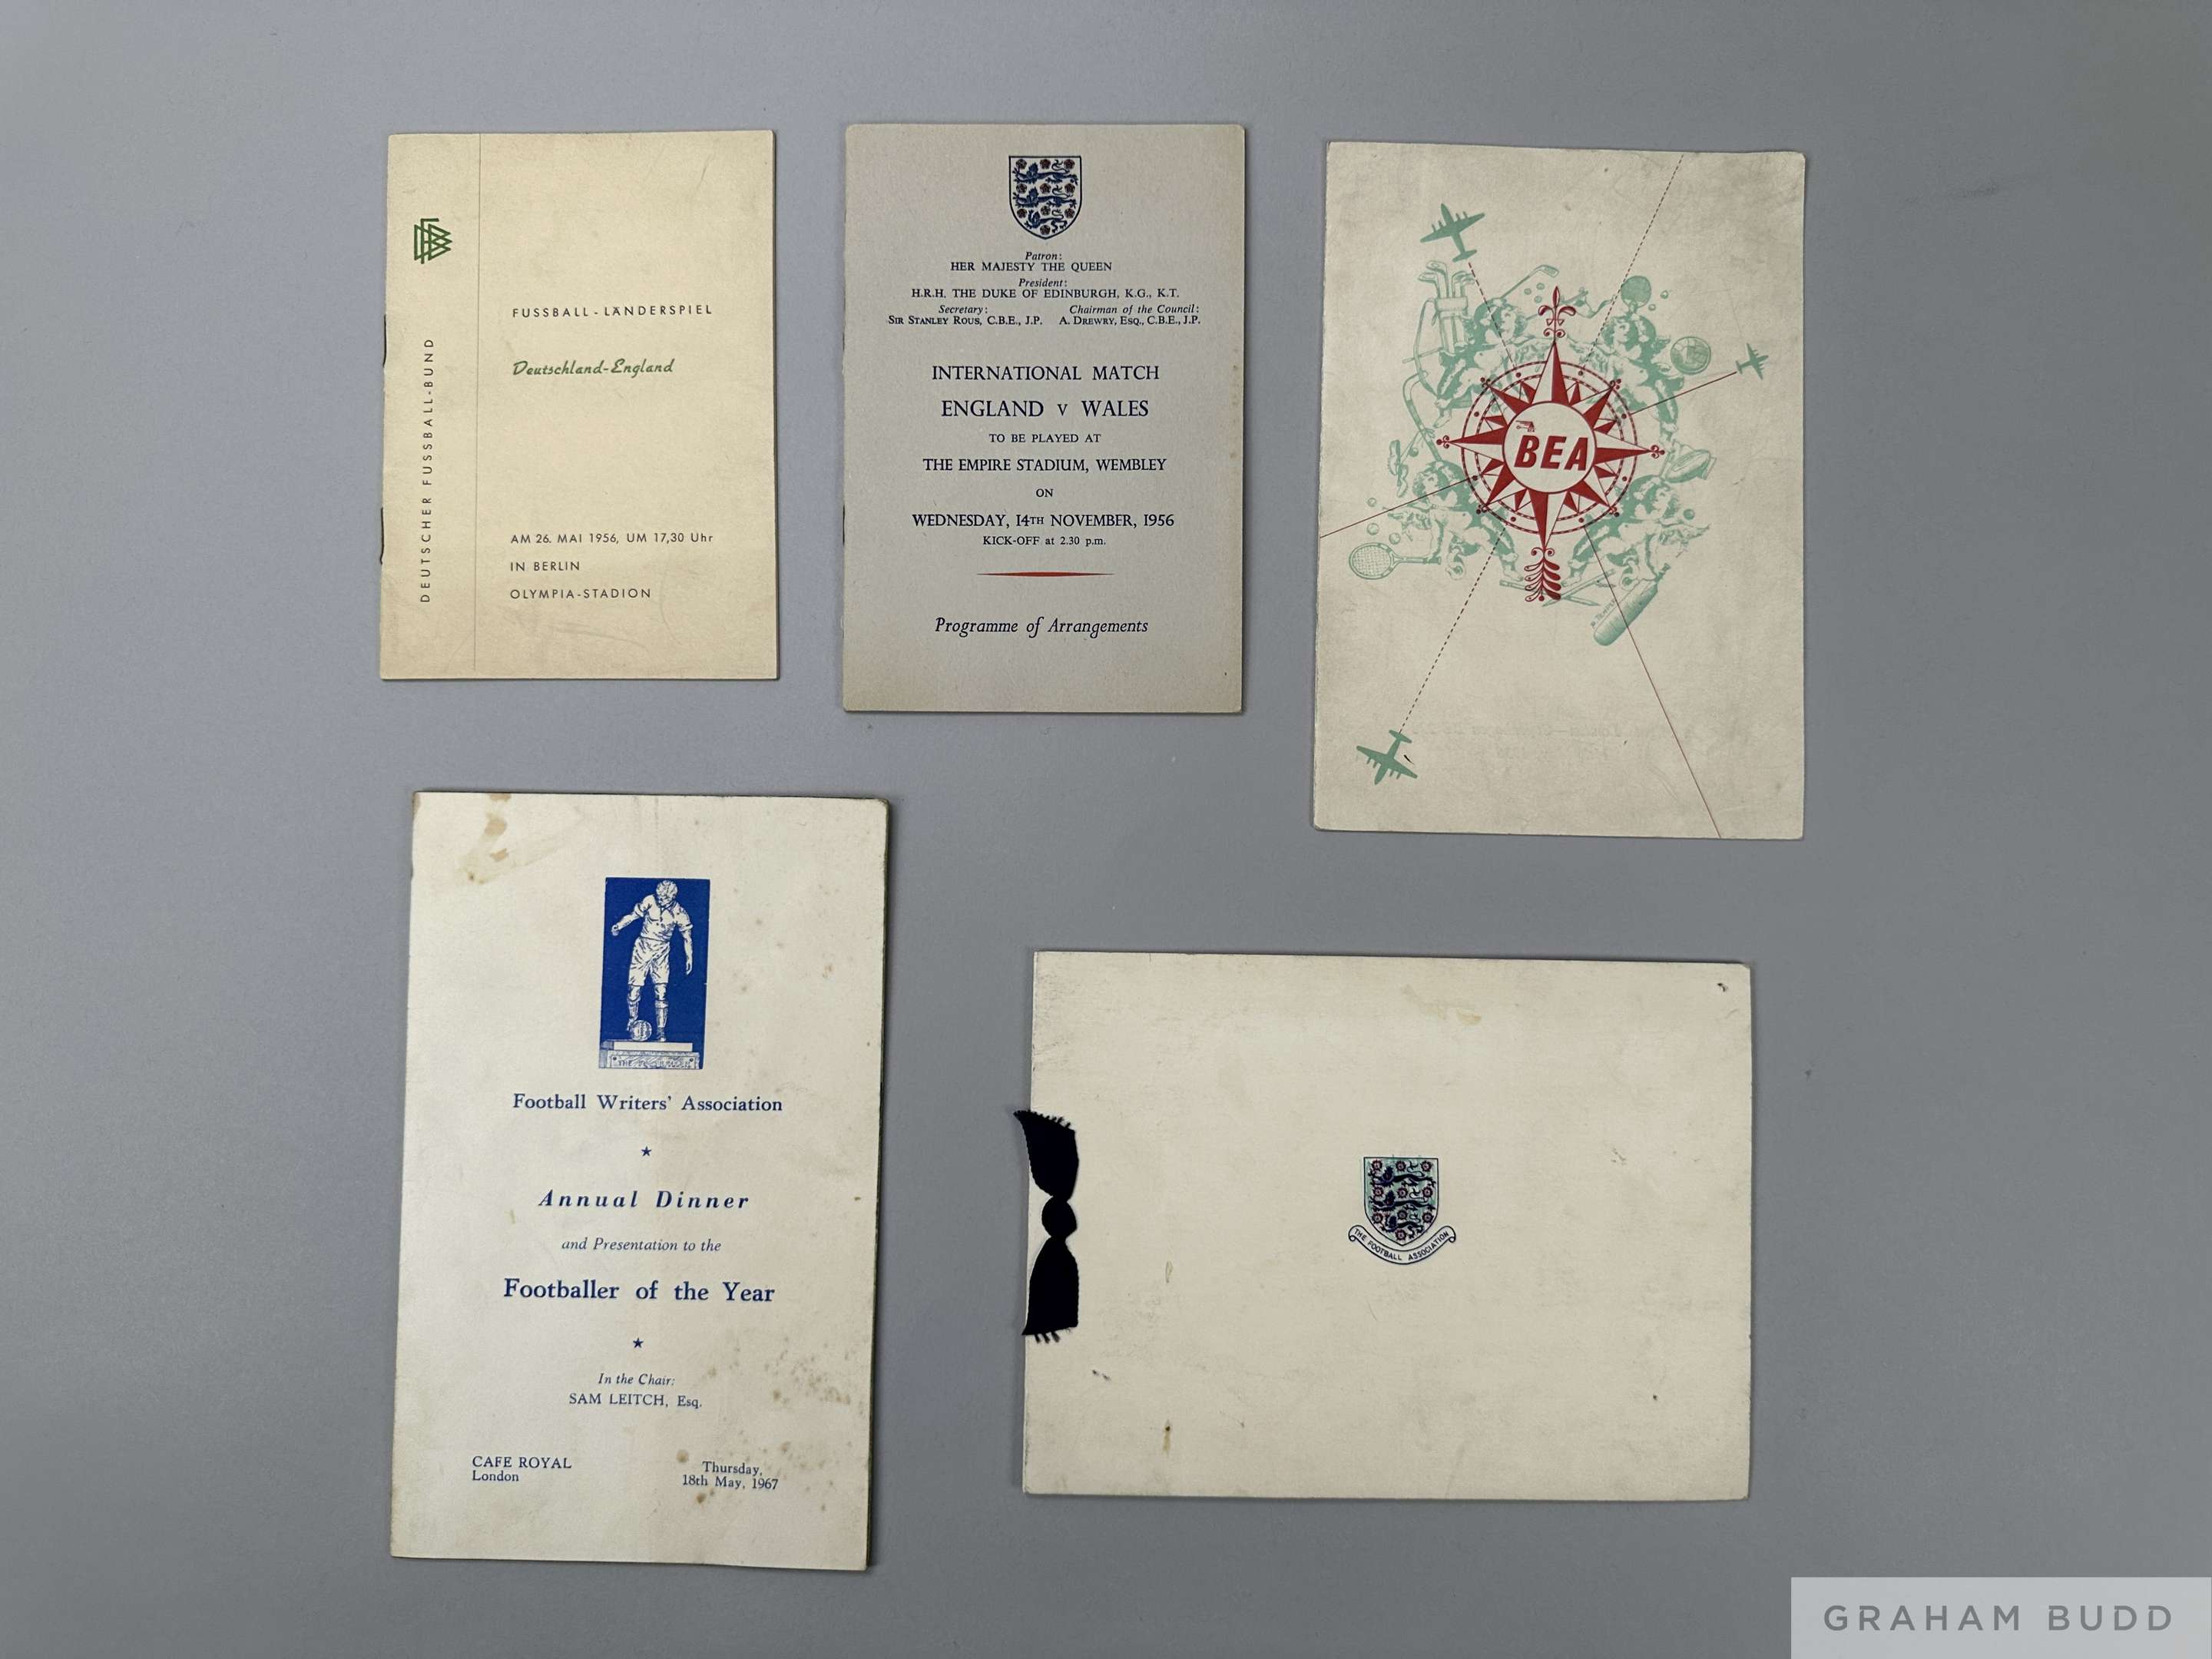 DEUTSCHER FUSSBALL-BUND
FUSSBALL-LÄNDERSPIEL
Deutschland-England
AM 26. MAI 1956, UM 17,30 Uhr
IN BERLIN
OLYMPIA-STADION
Patron:
HER MAJESTY THE QUEEN
President:
H.R.H. THE DUKE OF EDINBURGH, K.G., K.T.
Secretary: Chairman of the Council:
SIR STANLEY ROUS, C.B.E., J.P. A. DREWRY, ESQ., C.B.E., J.P.
INTERNATIONAL MATCH
ENGLAND v WALES
TO BE PLAYED AT
THE EMPIRE STADIUM, WEMBLEY
ON
WEDNESDAY, 14TH NOVEMBER, 1956
KICK-OFF at 2.30 p.m.
Programme of Arrangements
BEA
Football Writers' Association
Annual Dinner
and Presentation to the
Footballer of the Year
In the Chair:
SAM LEITCH, Esq.
CAFE ROYAL
London
Thursday,
18th May, 1967
THE FOOTBALL ASSOCIATION
GRAHAM BUDD